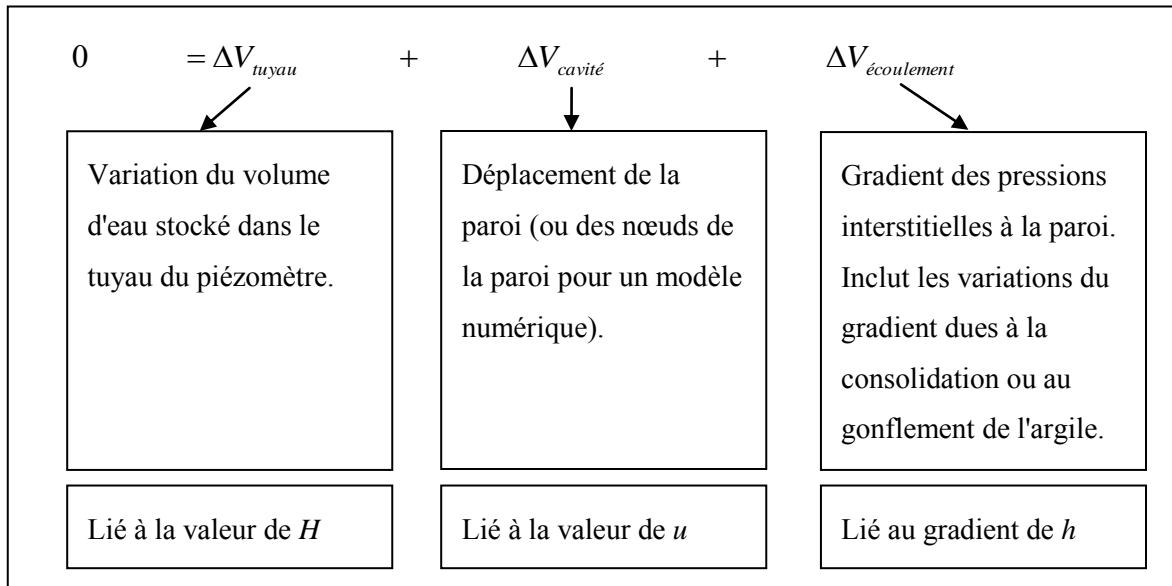 0 = ΔV_tuyau + ΔV_cavité + ΔV_écoulement
Variation du volume
d'eau stocké dans le
tuyau du piézomètre.
Déplacement de la
paroi (ou des nœuds de
la paroi pour un modèle
numérique).
Gradient des pressions
interstitielles à la paroi.
Inclut les variations du
gradient dues à la
consolidation ou au
gonflement de l'argile.
Lié à la valeur de H
Lié à la valeur de u
Lié au gradient de h